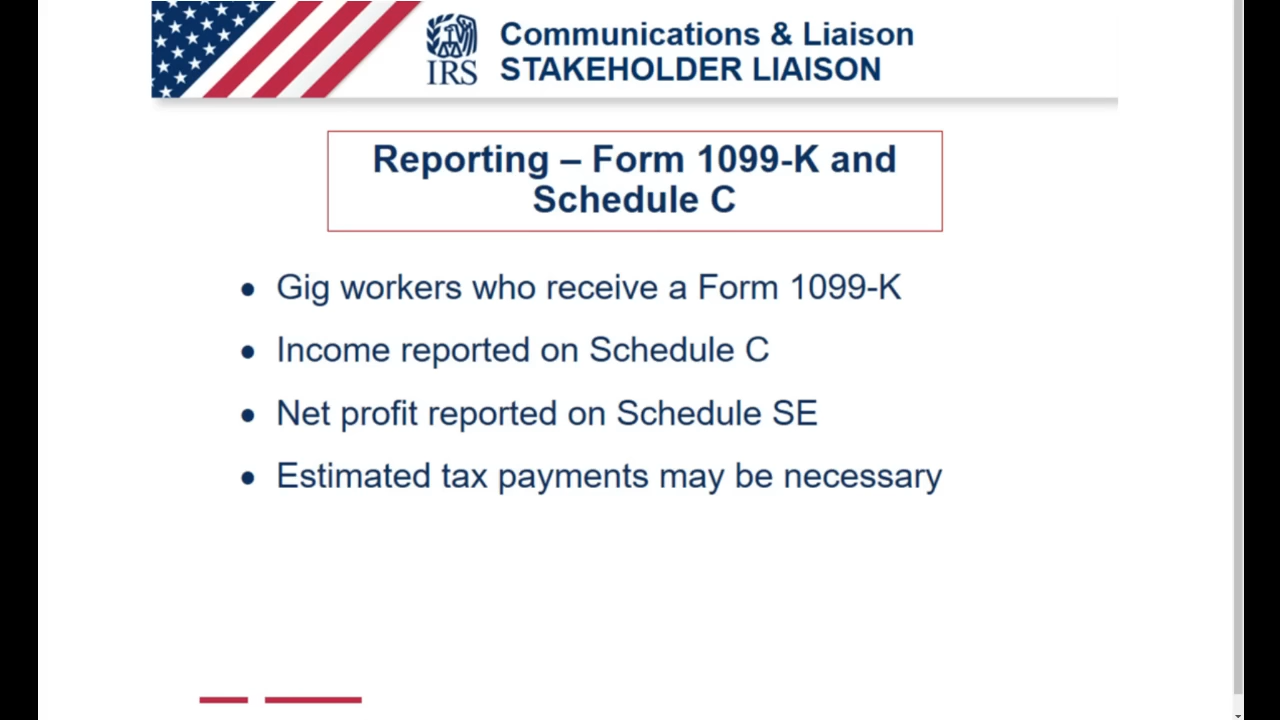 Communications & Liaison
IRS
STAKEHOLDER LIAISON
Reporting – Form 1099-K and
Schedule C
• Gig workers who receive a Form 1099-K
• Income reported on Schedule C
• Net profit reported on Schedule SE
• Estimated tax payments may be necessary